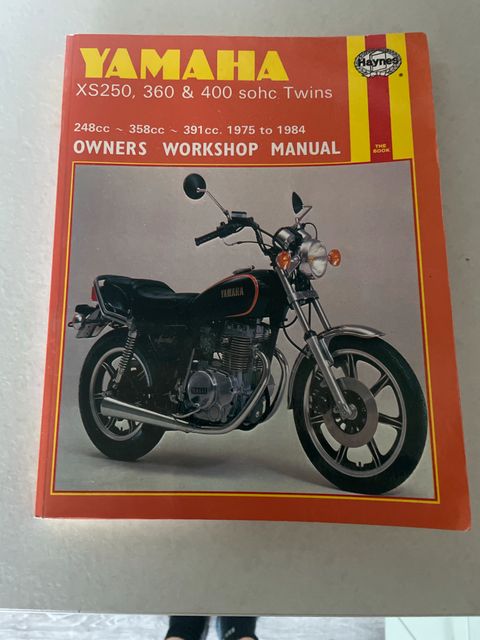 YAMAHA
XS250, 360 & 400 sohc Twins
248cc ~ 358cc ~ 391cc. 1975 to 1984
OWNERS WORKSHOP MANUAL
Haynes
THE
BOOK
YAMAHA